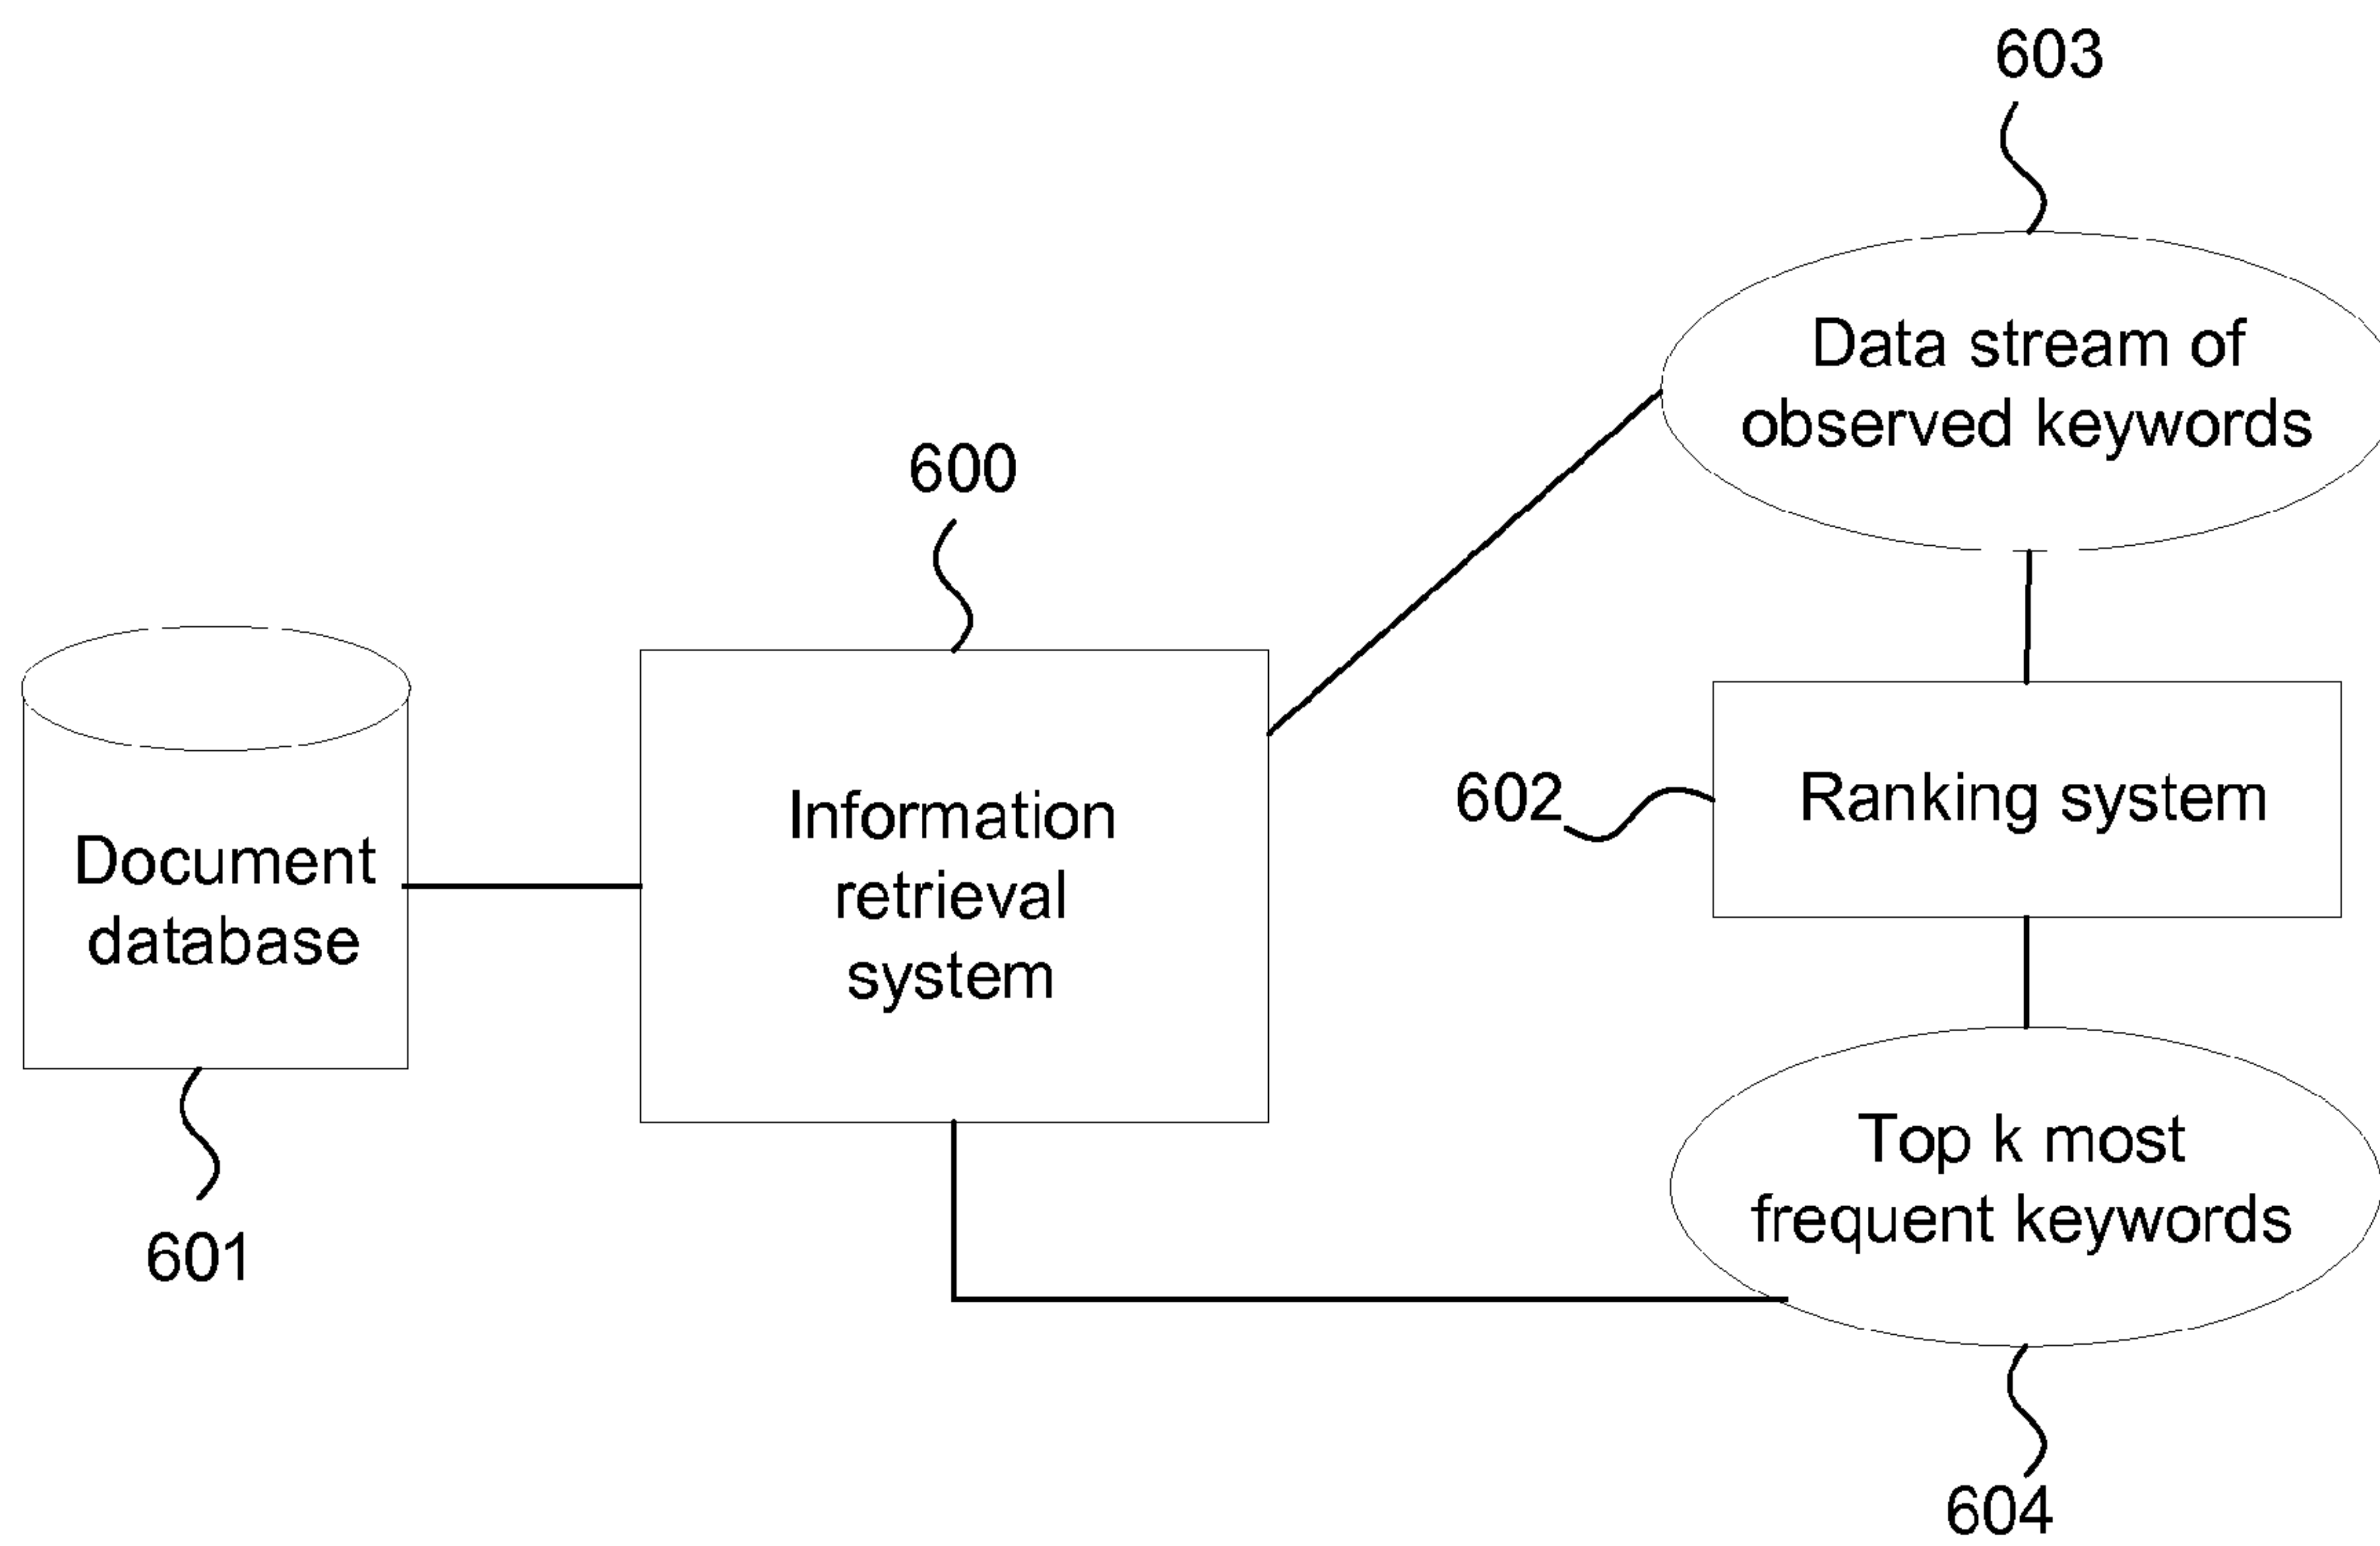 603
Data stream of
observed keywords
600
Information
retrieval
system
Document
database
601
602
Ranking system
Top k most
frequent keywords
604